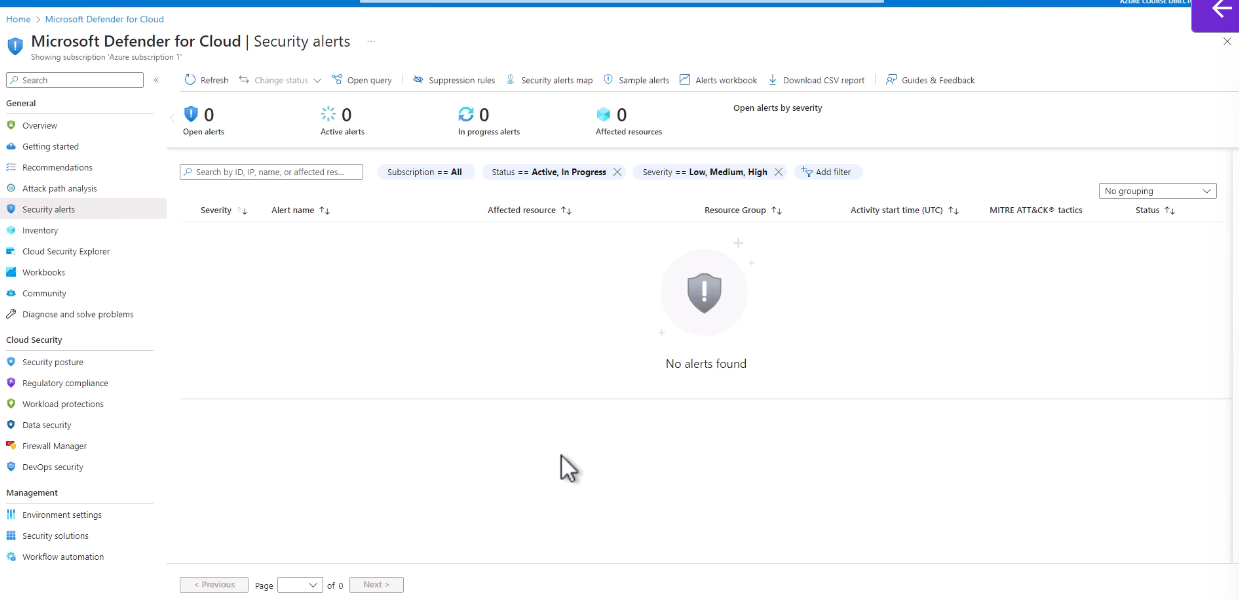 AZURE COURSE DIRECT
Home > Microsoft Defender for Cloud
Microsoft Defender for Cloud | Security alerts ...
Showing subscription 'Azure subscription 1'
Search «
Refresh Change status Open query Suppression rules Security alerts map Sample alerts Alerts workbook Download CSV report Guides & Feedback
General
Overview
Getting started
Recommendations
Attack path analysis
Security alerts
Inventory
Cloud Security Explorer
Workbooks
Community
Diagnose and solve problems
Cloud Security
Security posture
Regulatory compliance
Workload protections
Data security
Firewall Manager
DevOps security
Management
Environment settings
Security solutions
Workflow automation
0 0 0 0
Open alerts Active alerts In progress alerts Affected resources
Open alerts by severity
Search by ID, IP, name, or affected res... Subscription == All Status == Active, In Progress Severity == Low, Medium, High Add filter
No grouping
Severity ↑↓ Alert name ↑↓ Affected resource ↑↓ Resource Group ↑↓ Activity start time (UTC) ↑↓ MITRE ATT&CK® tactics Status ↑↓
No alerts found
< Previous Page of 0 Next >